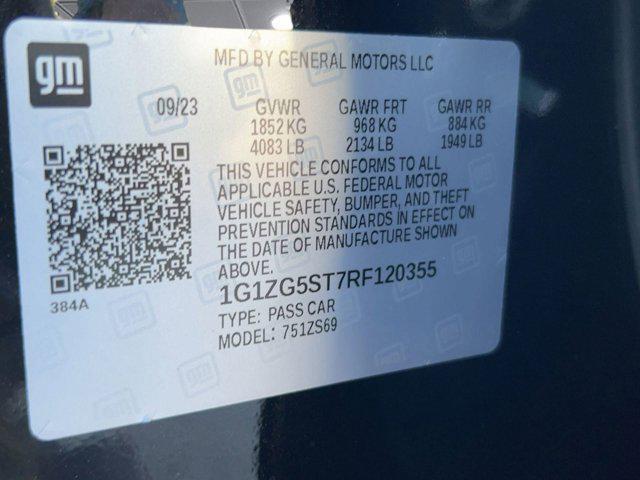 gm
MFD BY GENERAL MOTORS LLC
09/23 GVWR GAWR FRT GAWR RR
1852 KG 968 KG 884 KG
4083 LB 2134 LB 1949 LB
THIS VEHICLE CONFORMS TO ALL
APPLICABLE U.S. FEDERAL MOTOR
VEHICLE SAFETY, BUMPER, AND THEFT
PREVENTION STANDARDS IN EFFECT ON
THE DATE OF MANUFACTURE SHOWN
ABOVE.
384A
1G1ZG5ST7RF120355
TYPE: PASS CAR
MODEL: 751ZS69